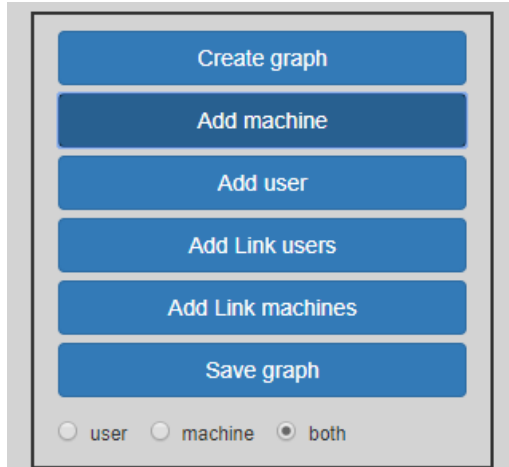 Create graph
Add machine
Add user
Add Link users
Add Link machines
Save graph
user machine both